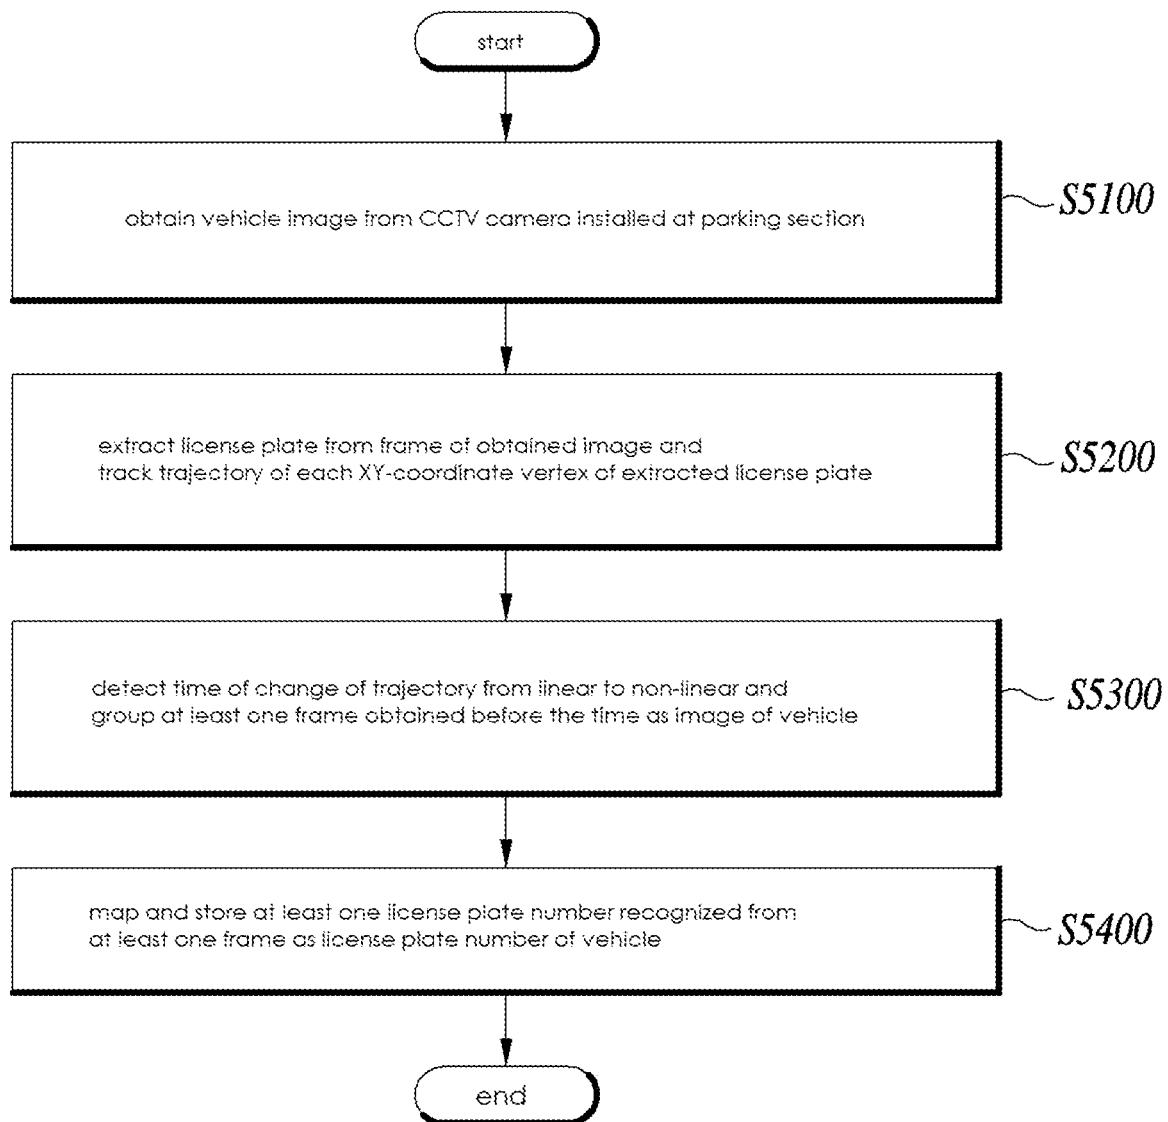 start
obtain vehicle image from CCTV camera installed at parking section
S5100
extract license plate from frame of obtained image and
track trajectory of each XY-coordinate vertex of extracted license plate
S5200
detect time of change of trajectory from linear to non-linear and
group at least one frame obtained before the time as image of vehicle
S5300
map and store at least one license plate number recognized from
at least one frame as license plate number of vehicle
S5400
end